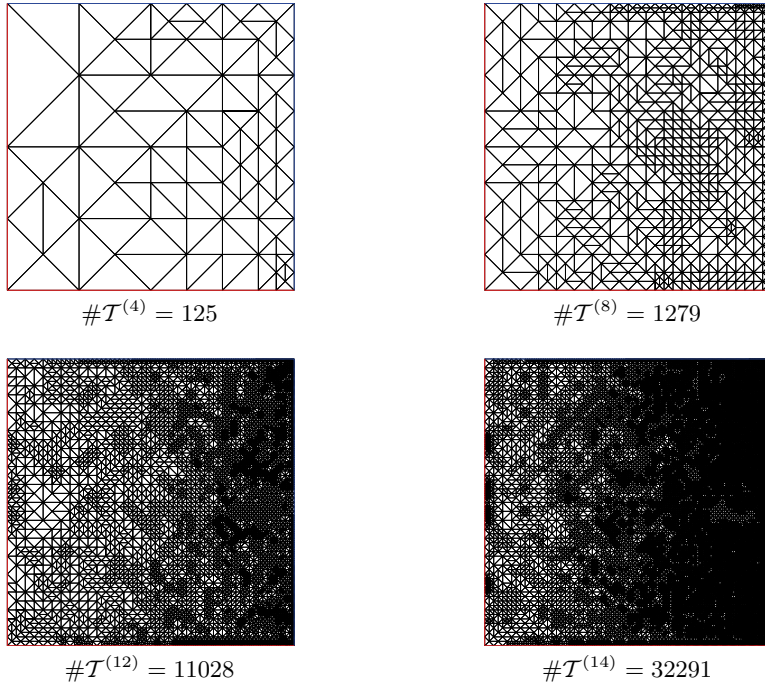 #𝒯⁽⁴⁾ = 125
#𝒯⁽⁸⁾ = 1279
#𝒯⁽¹²⁾ = 11028
#𝒯⁽¹⁴⁾ = 32291